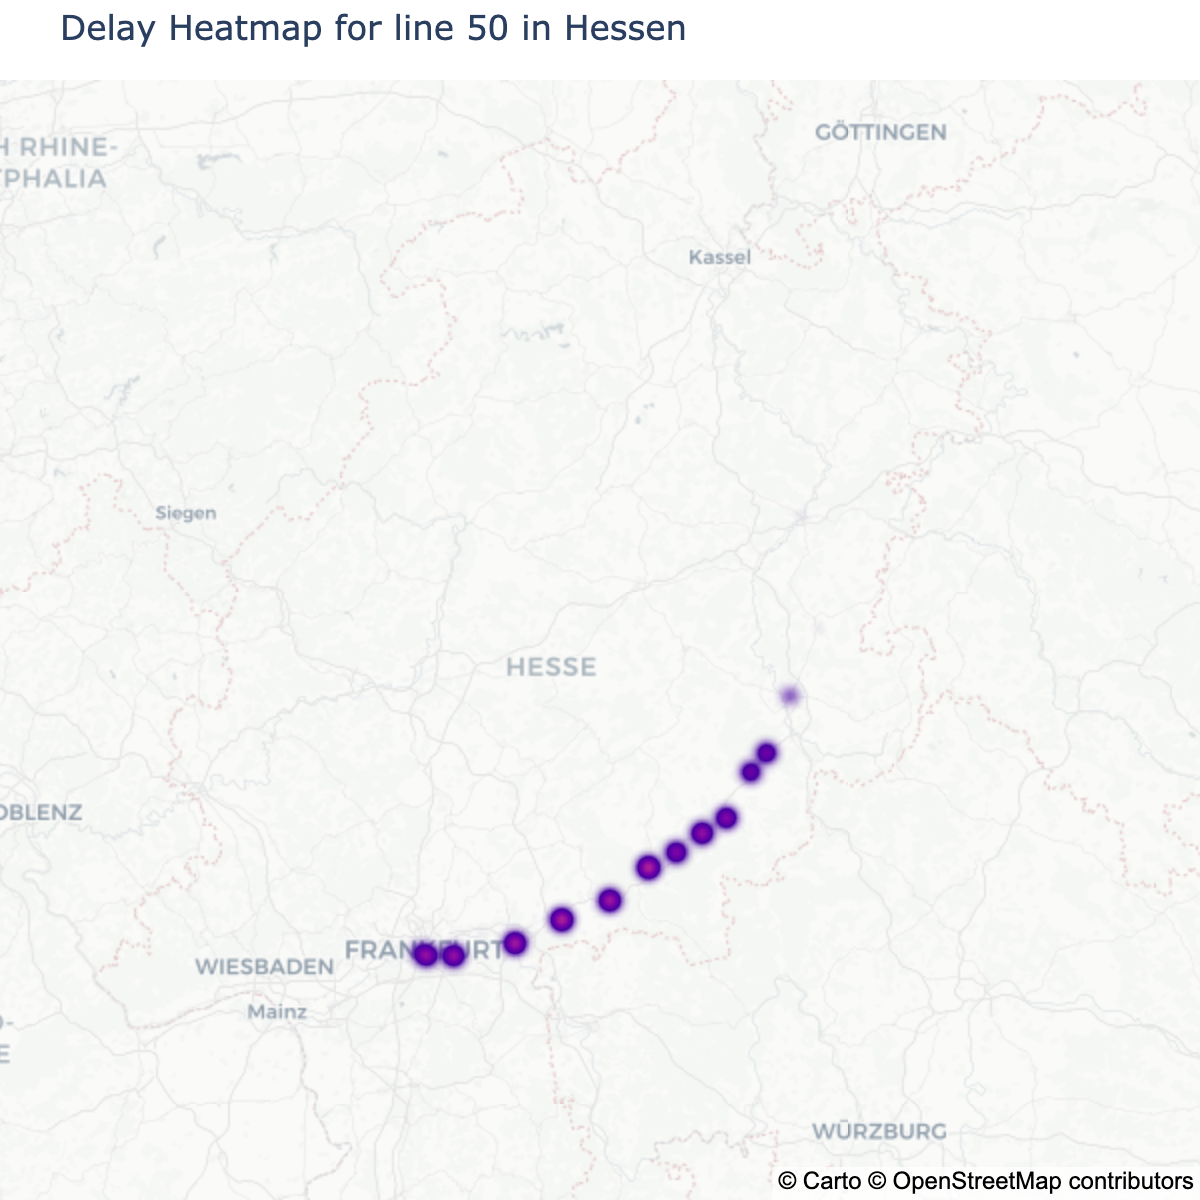 Delay Heatmap for line 50 in Hessen
GÖTTINGEN
H RHINE-
TPHALIA
Kassel
Siegen
HESSE
OBLENZ
FRANKFURT
WIESBADEN
Mainz
D-
E
WÜRZBURG
© Carto © OpenStreetMap contributors